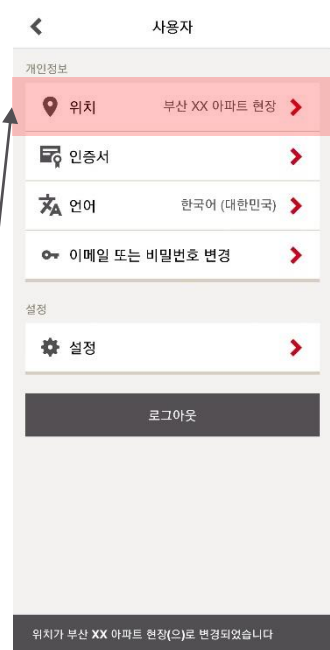 사용자
개인정보
위치 부산 XX 아파트 현장
인증서
언어 한국어 (대한민국)
이메일 또는 비밀번호 변경
설정
설정
로그아웃
위치가 부산 XX 아파트 현장(으)로 변경되었습니다